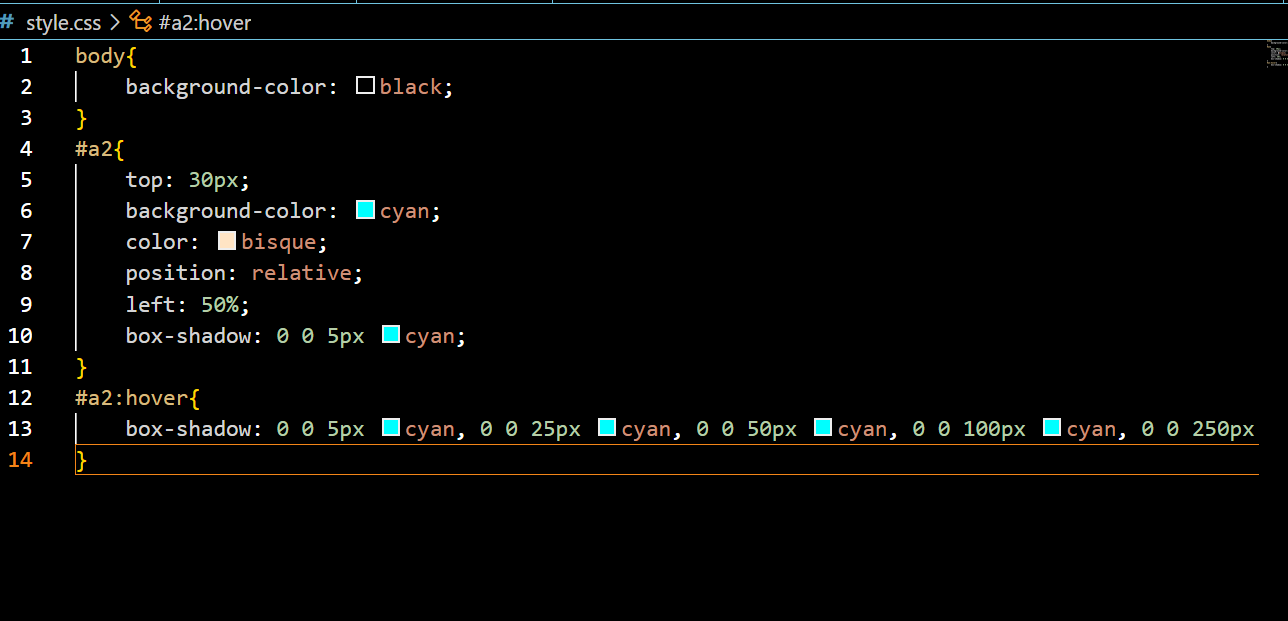 # style.css > #a2:hover
1 body{
2     background-color: black;
3 }
4 #a2{
5     top: 30px;
6     background-color: cyan;
7     color: bisque;
8     position: relative;
9     left: 50%;
10     box-shadow: 0 0 5px cyan;
11 }
12 #a2:hover{
13     box-shadow: 0 0 5px cyan, 0 0 25px cyan, 0 0 50px cyan, 0 0 100px cyan, 0 0 250px
14 }